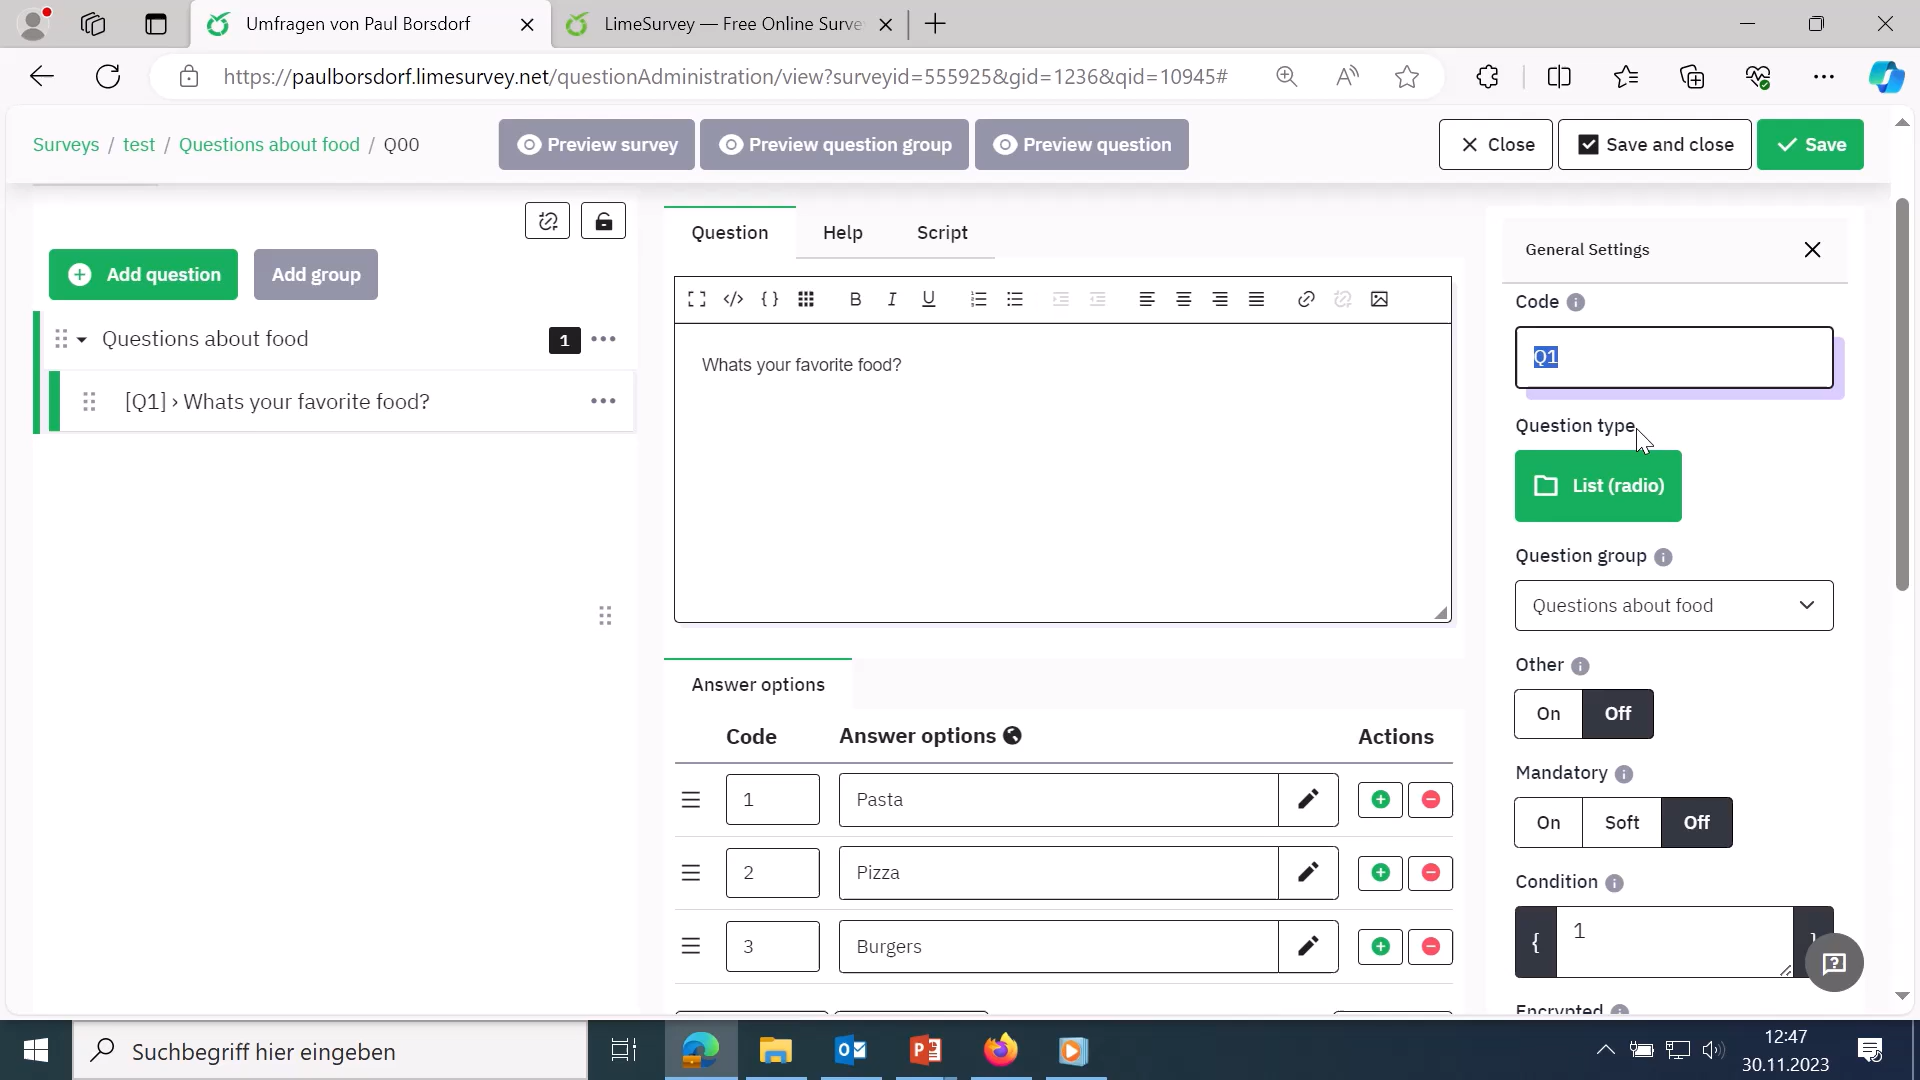 Umfragen von Paul Borsdorf
LimeSurvey — Free Online Surve
https://paulborsdorf.limesurvey.net/questionAdministration/view?surveyid=555925&gid=1236&qid=10945#
Surveys / test / Questions about food / Q00
Preview survey
Preview question group
Preview question
Close
Save and close
Save
Add question
Add group
Questions about food
1
[Q1] › Whats your favorite food?
Question
Help
Script
B I U
Whats your favorite food?
Answer options
Code
Answer options
Actions
1
Pasta
2
Pizza
3
Burgers
General Settings
Code
Q1
Question type
List (radio)
Question group
Questions about food
Other
On
Off
Mandatory
On
Soft
Off
Condition
{
1
Encrypted
Suchbegriff hier eingeben
12:47
30.11.2023